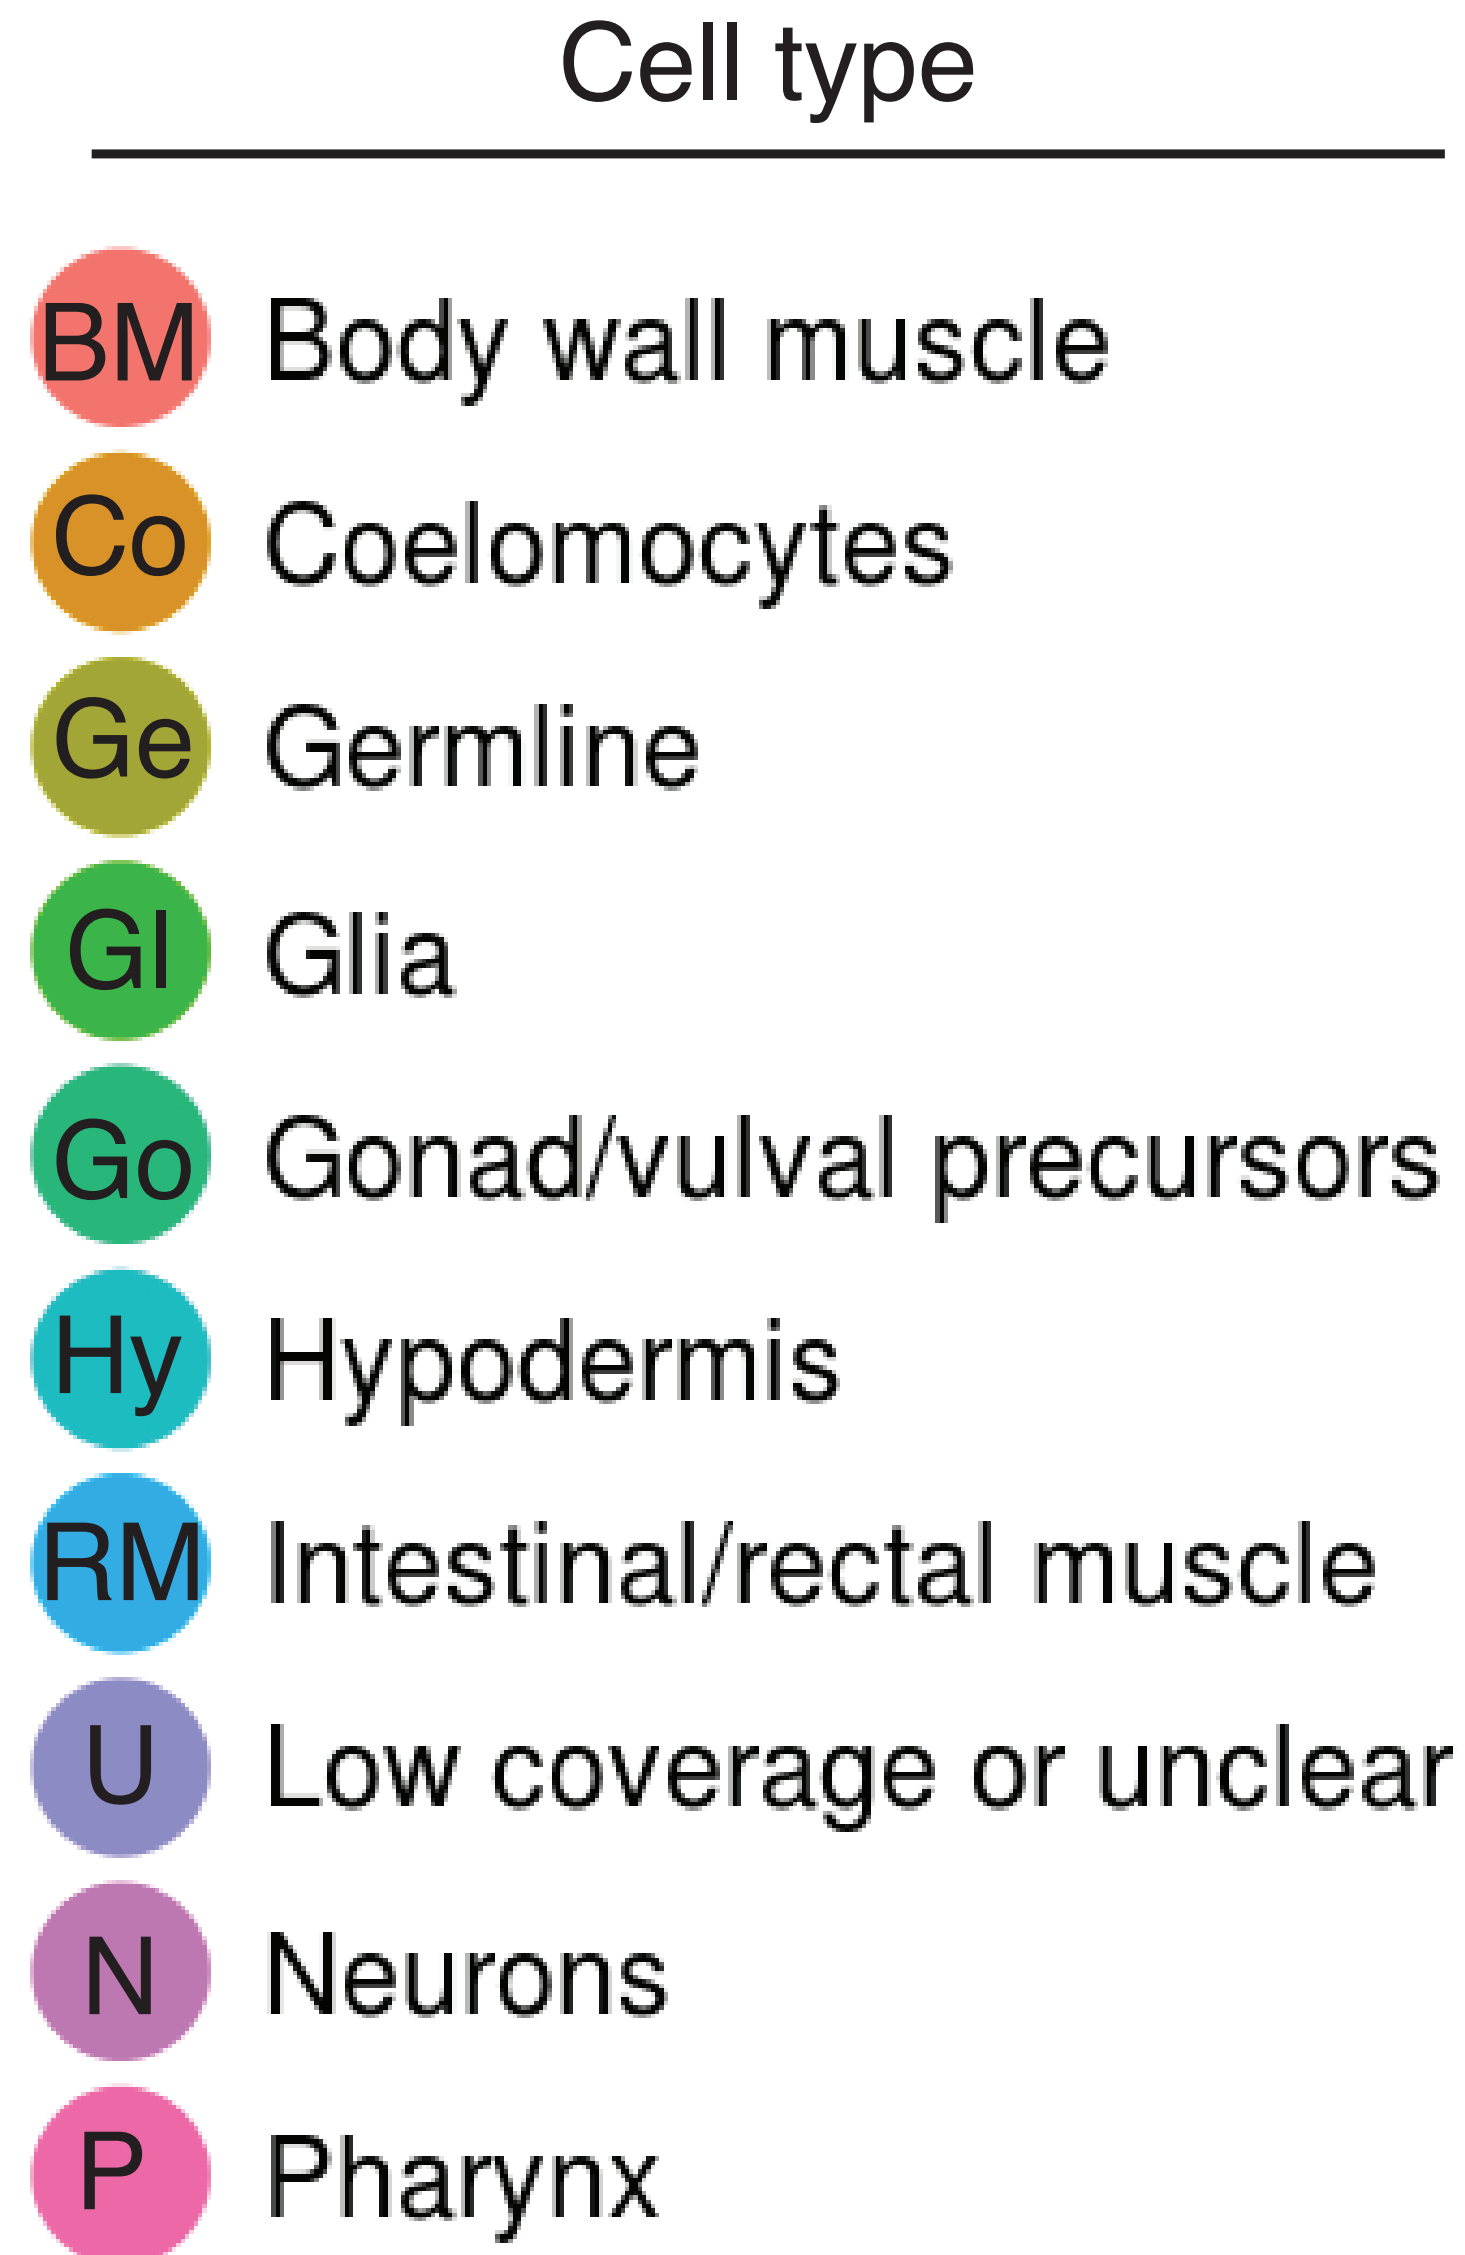 Cell type
BM Body wall muscle
Co Coelomocytes
Ge Germline
Gl Glia
Go Gonad/vulval precursors
Hy Hypodermis
RM Intestinal/rectal muscle
U Low coverage or unclear
N Neurons
P Pharynx